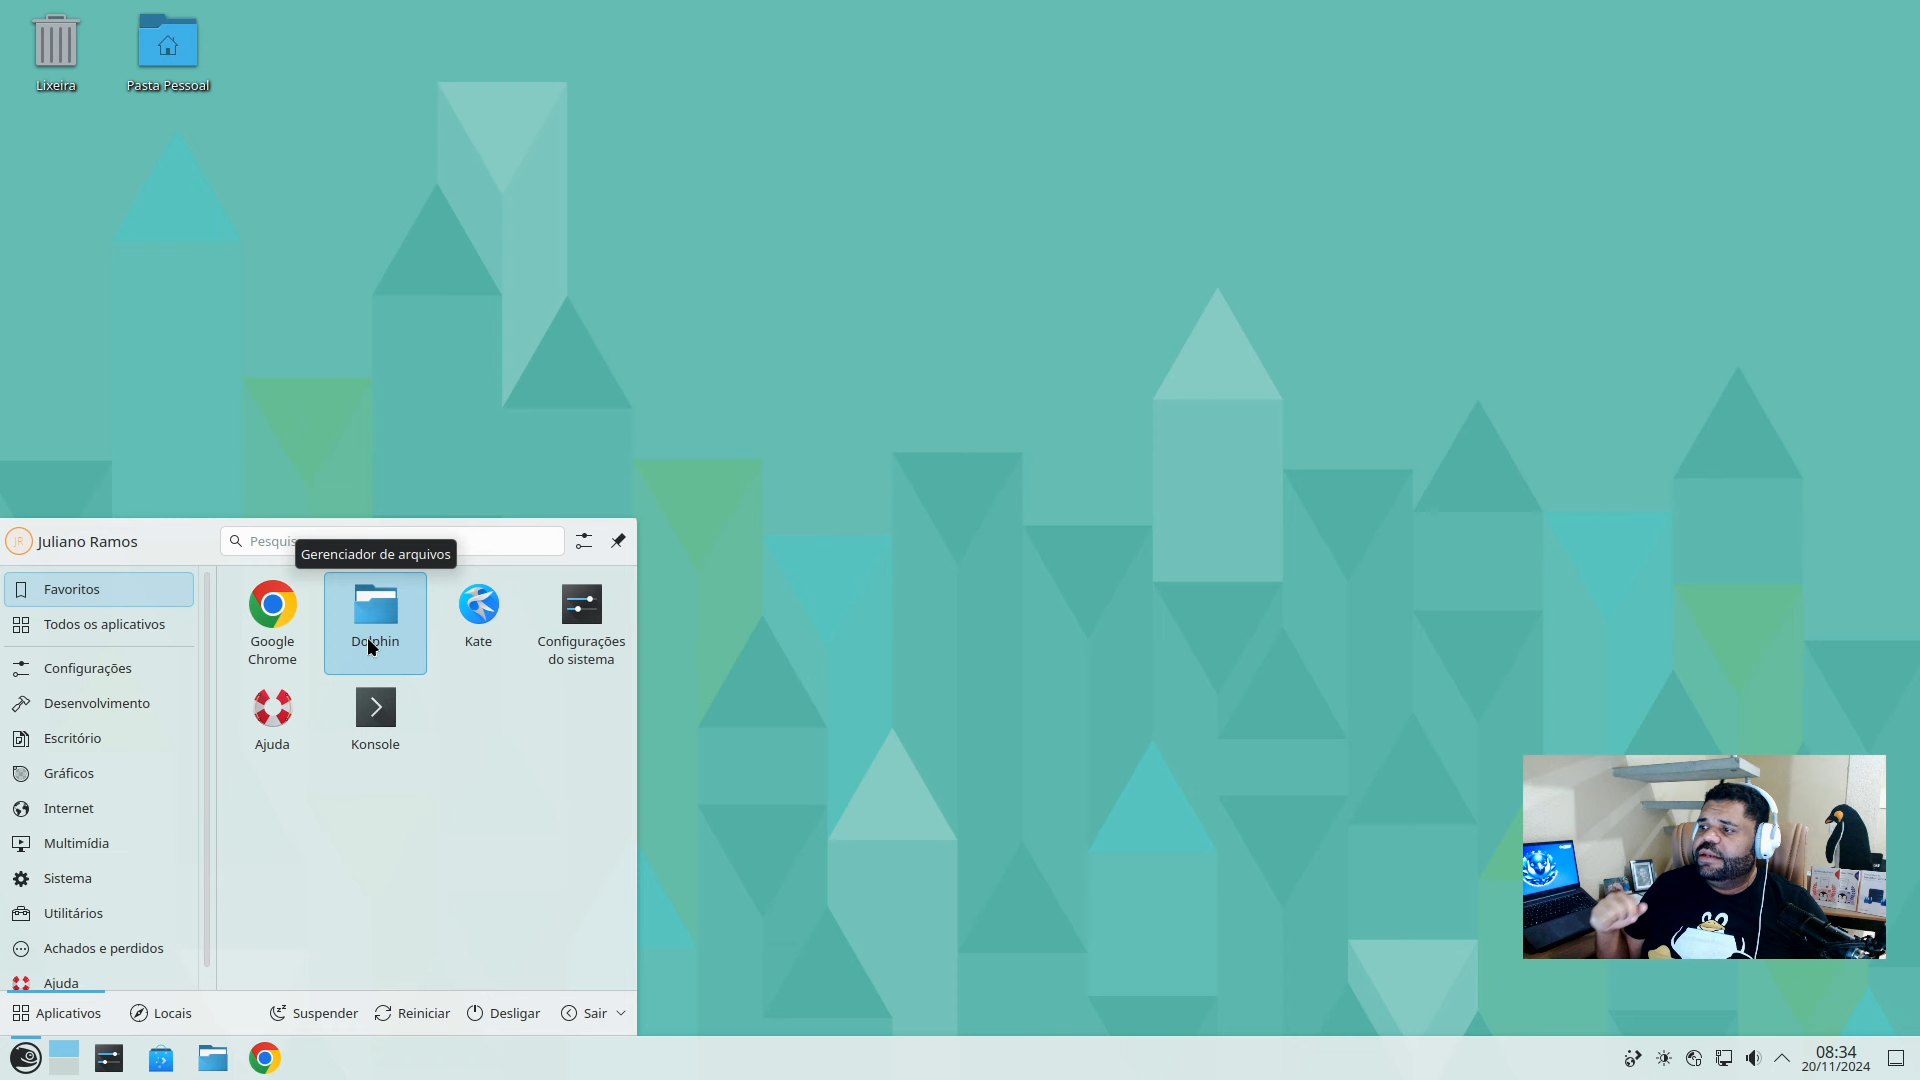 Lixeira
Pasta Pessoal
JR
Juliano Ramos
Pesquis
Gerenciador de arquivos
Favoritos
Todos os aplicativos
Configurações
Desenvolvimento
Escritório
Gráficos
Internet
Multimídia
Sistema
Utilitários
Achados e perdidos
Ajuda
Google
Chrome
Dolphin
Kate
Configurações
do sistema
Ajuda
Konsole
Aplicativos
Locais
Suspender
Reiniciar
Desligar
Sair
08:34
20/11/2024